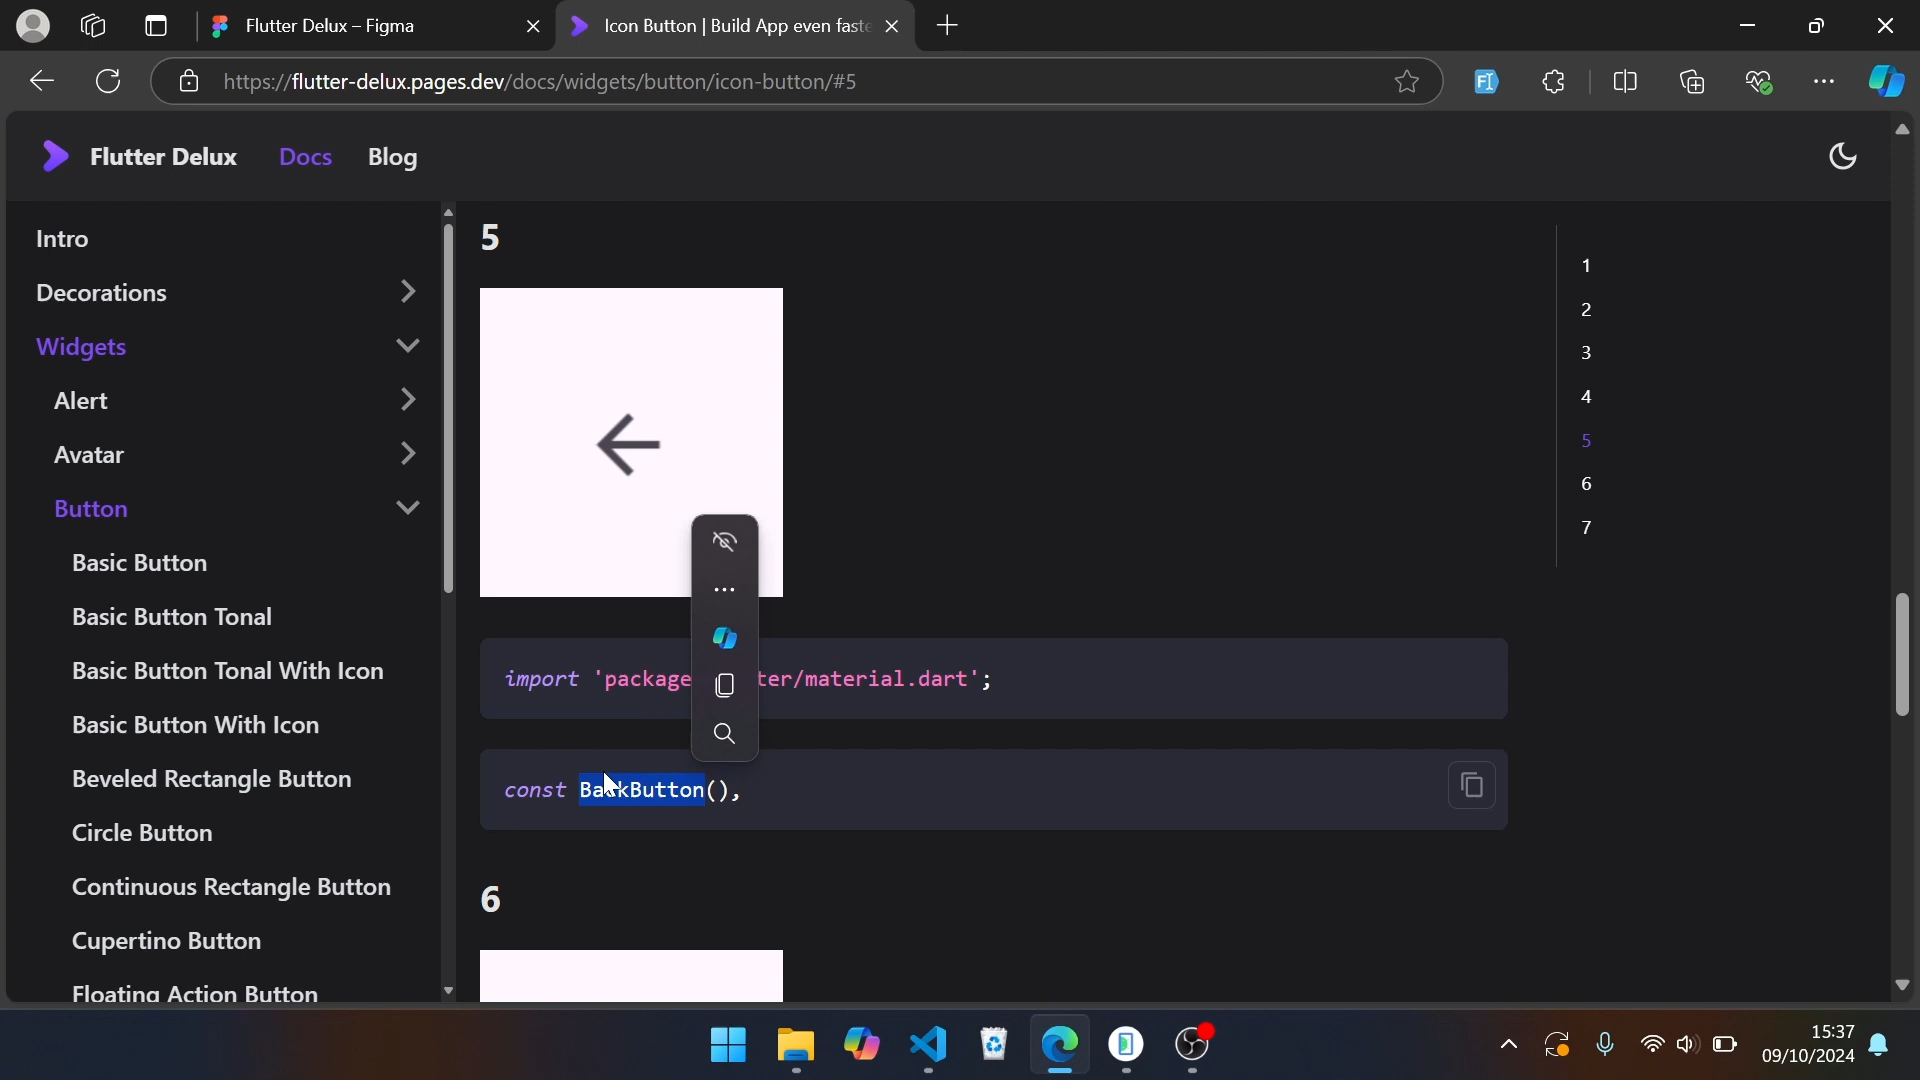 Flutter Delux – Figma
Icon Button | Build App even faste
https://flutter-delux.pages.dev/docs/widgets/button/icon-button/#5
Flutter Delux
Docs
Blog
Intro
Decorations
Widgets
Alert
Avatar
Button
Basic Button
Basic Button Tonal
Basic Button Tonal With Icon
Basic Button With Icon
Beveled Rectangle Button
Circle Button
Continuous Rectangle Button
Cupertino Button
Floating Action Button
5
import 'package ter/material.dart';
const BackButton(),
6
1
2
3
4
5
6
7
15:37
09/10/2024